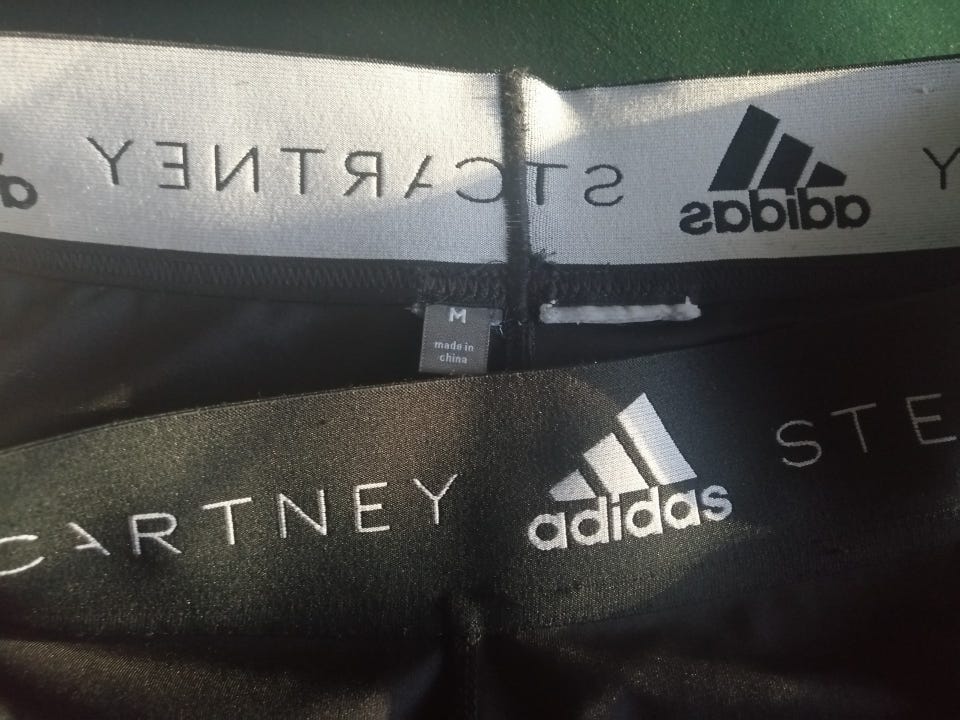 Y adidas STCARTNEY a
M
made in
china
CARTNEY adidas STE